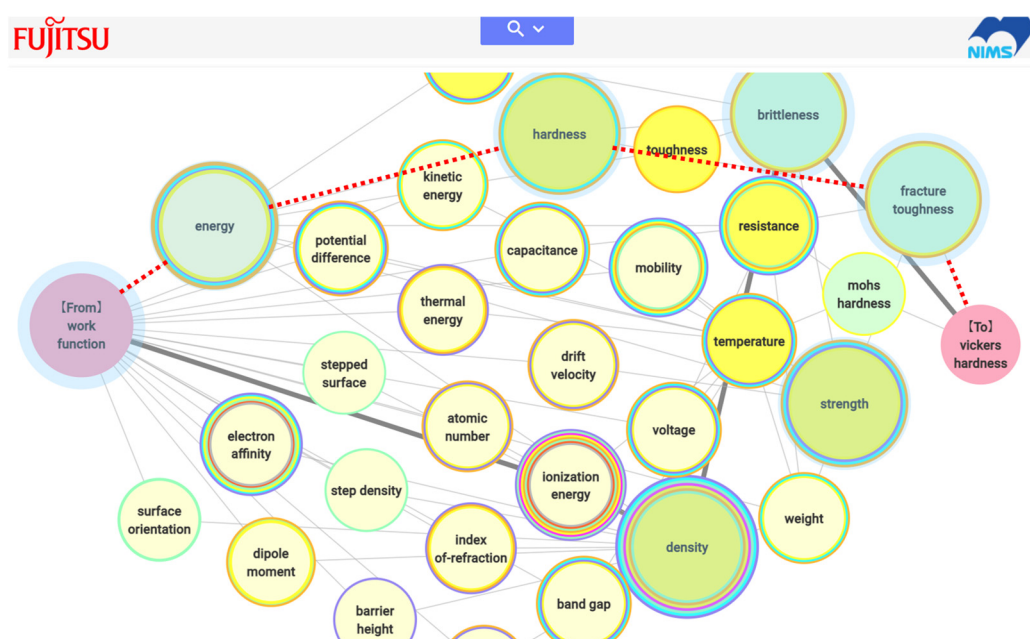 FUJITSU
NIMS
hardness
brittleness
toughness
kinetic
energy
fracture
toughness
energy
potential
difference
capacitance
resistance
mobility
mohs
hardness
thermal
energy
【From】
work
function
【To】
vickers
hardness
temperature
stepped
surface
drift
velocity
strength
atomic
number
voltage
electron
affinity
ionization
energy
step density
surface
orientation
weight
index
of-refraction
density
dipole
moment
band gap
barrier
height